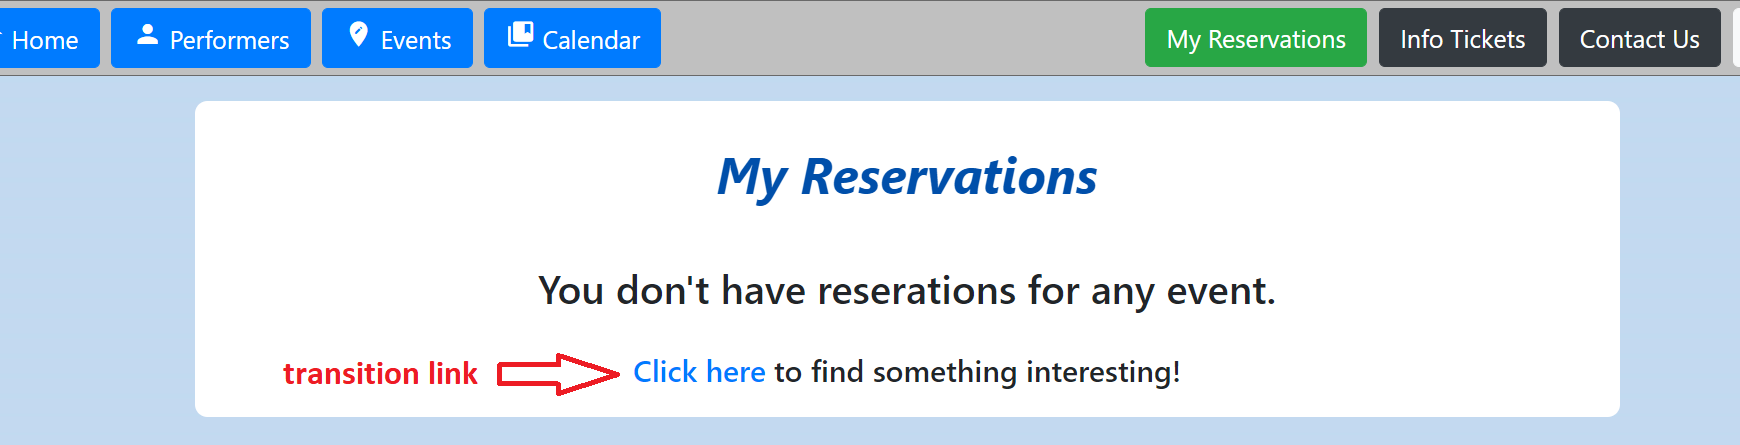 Home Performers Events Calendar My Reservations Info Tickets Contact Us
My Reservations
You don't have reserations for any event.
transition link Click here to find something interesting!